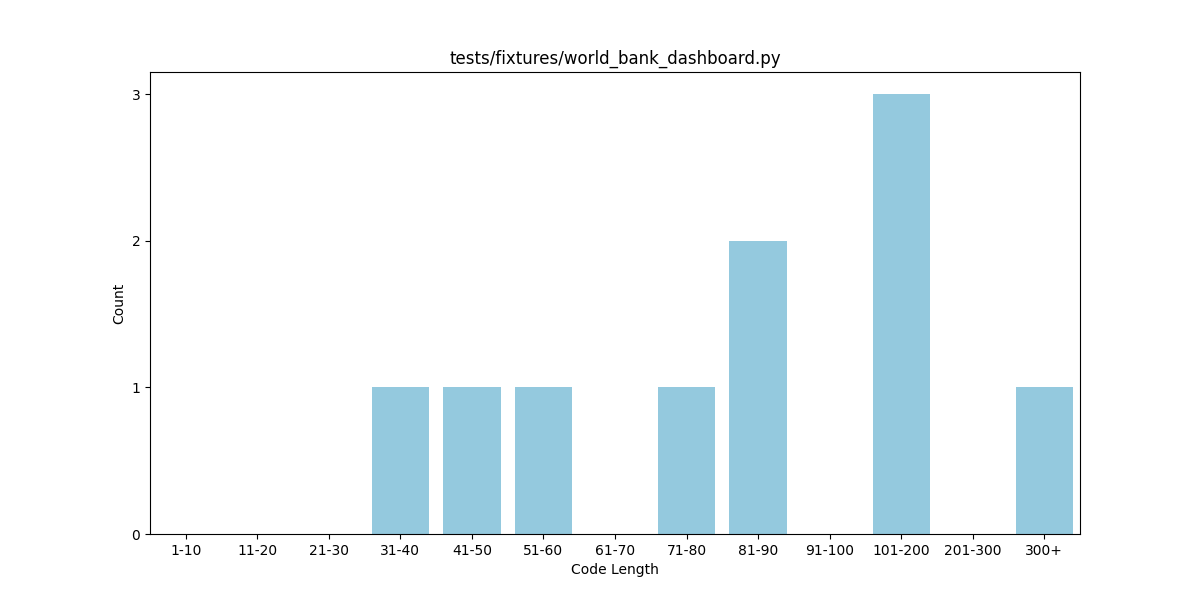 tests/fixtures/world_bank_dashboard.py
3
2
1
0
Count
1-10 11-20 21-30 31-40 41-50 51-60 61-70 71-80 81-90 91-100 101-200 201-300 300+
Code Length